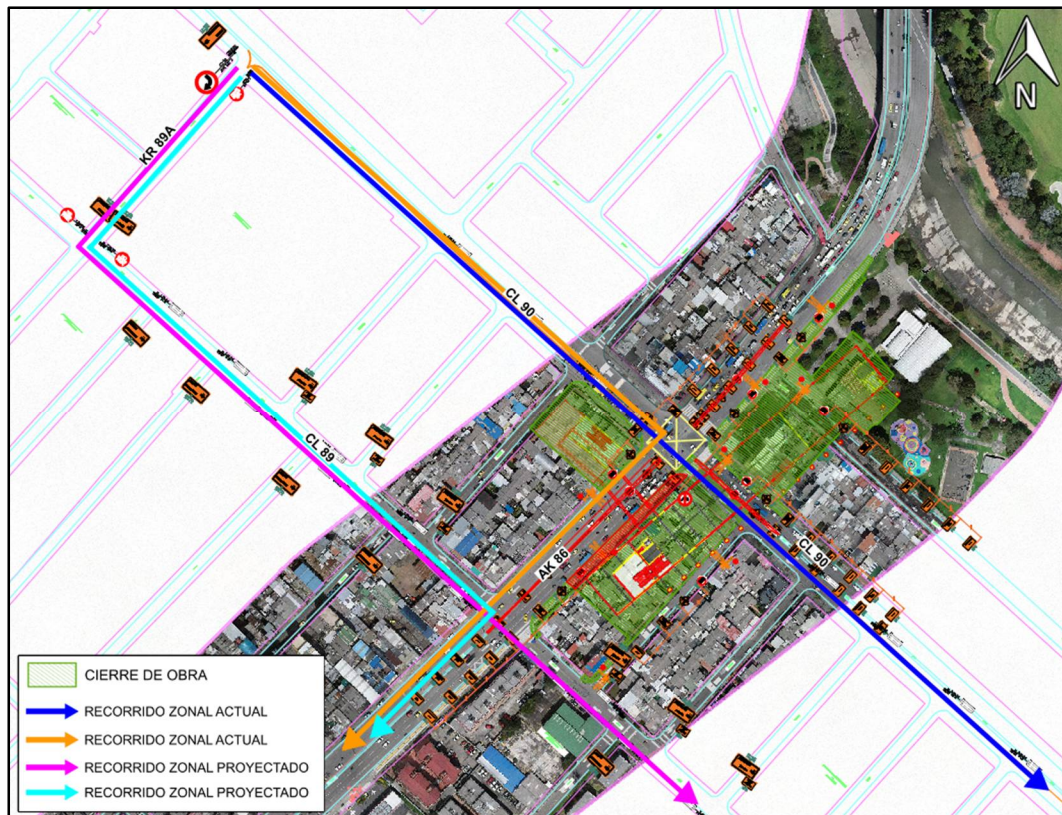 N
KR 89A
CL 90
CL 89
AK 86
CL 90
CIERRE DE OBRA
RECORRIDO ZONAL ACTUAL
RECORRIDO ZONAL ACTUAL
RECORRIDO ZONAL PROYECTADO
RECORRIDO ZONAL PROYECTADO